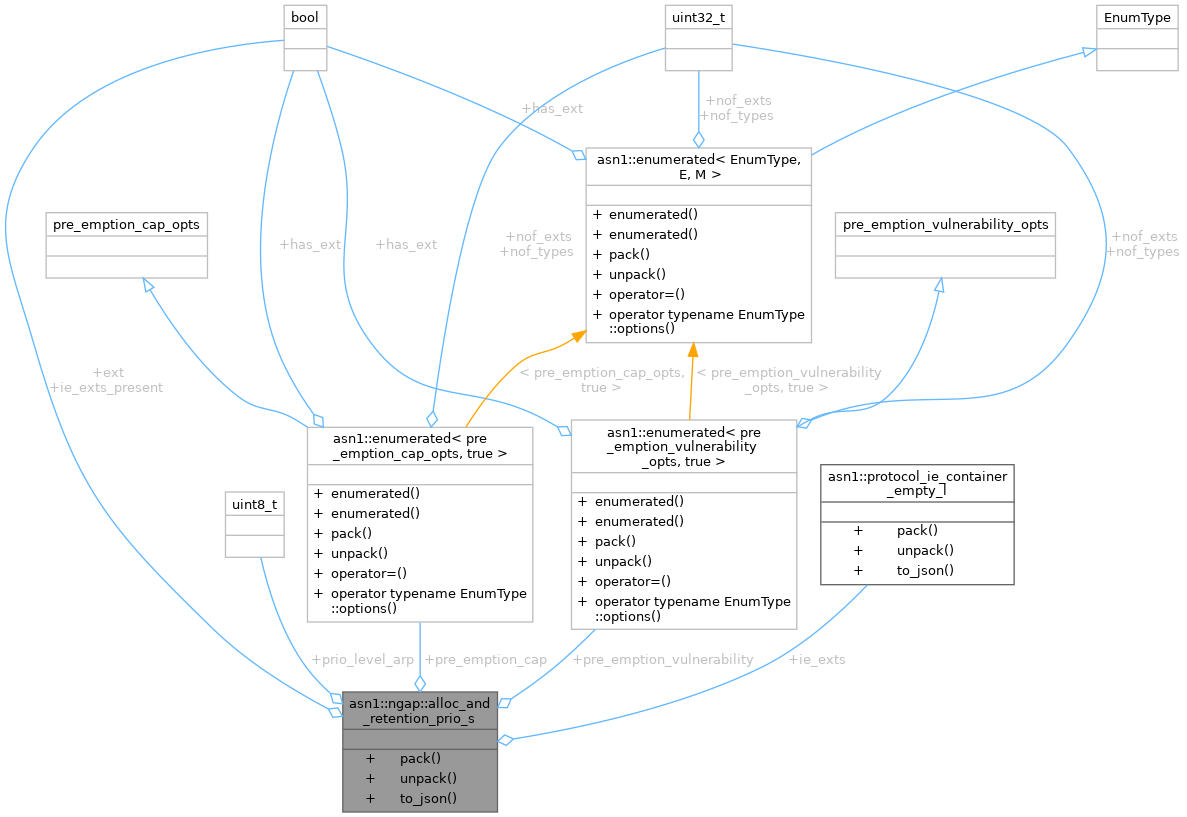 bool
uint32_t
EnumType
+has_ext
+nof_exts
+nof_types
asn1::enumerated< EnumType,
E, M >
+ enumerated()
+ enumerated()
+ pack()
+ unpack()
+ operator=()
+ operator typename EnumType
::options()
pre_emption_cap_opts
pre_emption_vulnerability_opts
+has_ext
+has_ext
+nof_exts
+nof_types
+nof_exts
+nof_types
+ext
+ie_exts_present
< pre_emption_cap_opts,
true >
< pre_emption_vulnerability
_opts, true >
asn1::enumerated< pre
_emption_cap_opts, true >
+ enumerated()
+ enumerated()
+ pack()
+ unpack()
+ operator=()
+ operator typename EnumType
::options()
asn1::enumerated< pre
_emption_vulnerability
_opts, true >
+ enumerated()
+ enumerated()
+ pack()
+ unpack()
+ operator=()
+ operator typename EnumType
::options()
asn1::protocol_ie_container
_empty_l
+ pack()
+ unpack()
+ to_json()
uint8_t
+prio_level_arp
+pre_emption_cap
+pre_emption_vulnerability
+ie_exts
asn1::ngap::alloc_and
_retention_prio_s
+ pack()
+ unpack()
+ to_json()